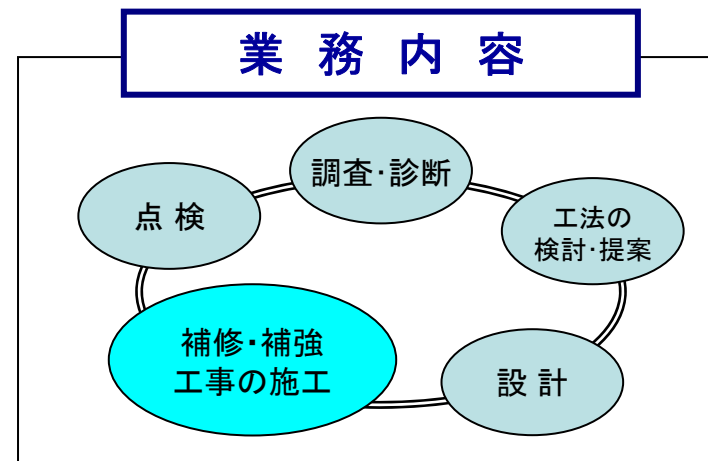 業 務 内 容
調査・診断
点 検
工法の
検討・提案
補修・補強
工事の施工
設 計